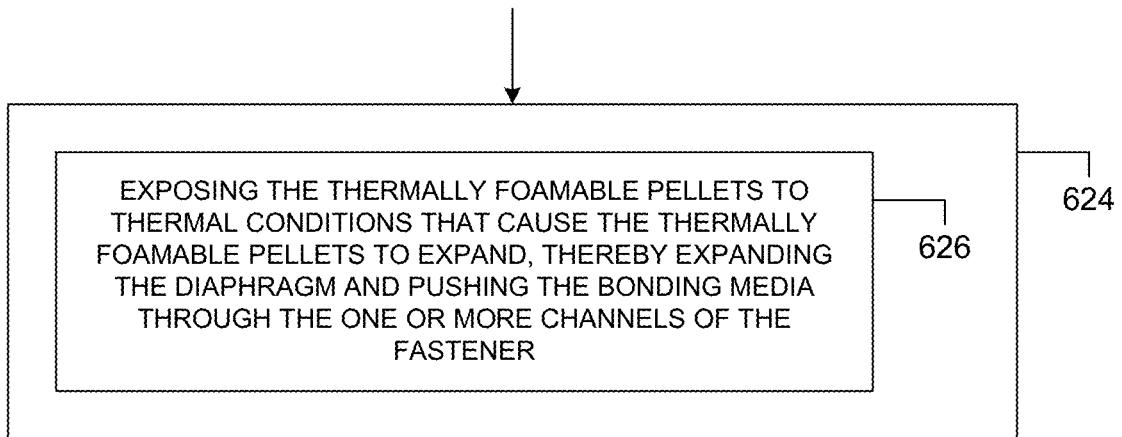 EXPOSING THE THERMALLY FOAMABLE PELLETS TO
THERMAL CONDITIONS THAT CAUSE THE THERMALLY
FOAMABLE PELLETS TO EXPAND, THEREBY EXPANDING
THE DIAPHRAGM AND PUSHING THE BONDING MEDIA
THROUGH THE ONE OR MORE CHANNELS OF THE
FASTENER
626
624